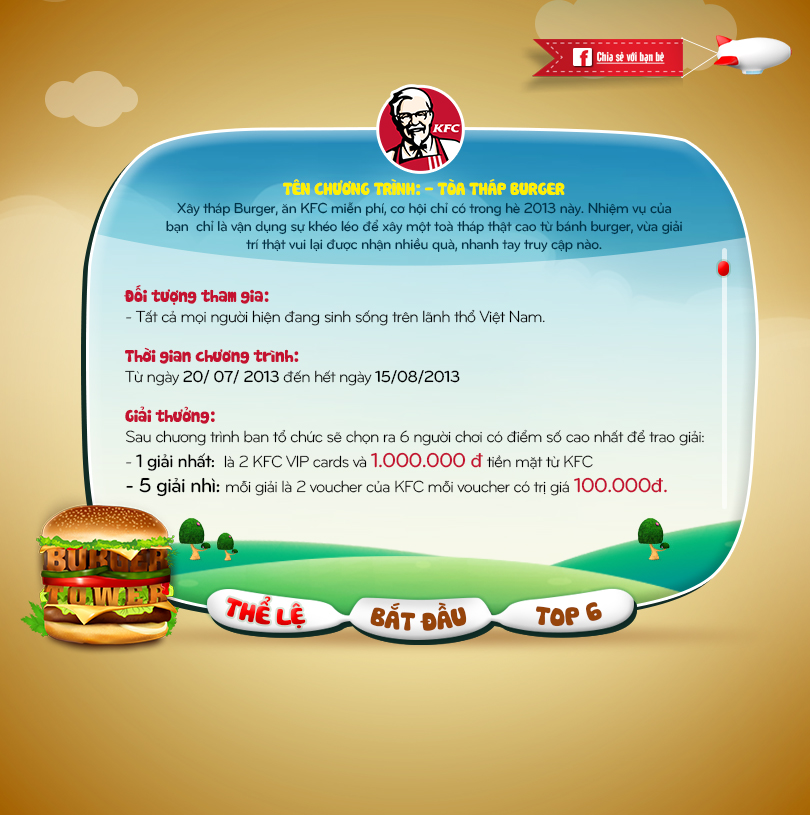 Chia sẻ với bạn bè
KFC
TÊN CHƯƠNG TRÌNH: - TÒA THÁP BURGER
Xây tháp Burger, ăn KFC miễn phí, cơ hội chỉ có trong hè 2013 này. Nhiệm vụ của
bạn chỉ là vận dụng sự khéo léo để xây một toà tháp thật cao từ bánh burger, vừa giải
trí thật vui lại được nhận nhiều quà, nhanh tay truy cập nào.
Đối tượng tham gia:
- Tất cả mọi người hiện đang sinh sống trên lãnh thổ Việt Nam.
Thời gian chương trình:
Từ ngày 20/ 07/ 2013 đến hết ngày 15/08/2013
Giải thưởng:
Sau chương trình ban tổ chức sẽ chọn ra 6 người chơi có điểm số cao nhất để trao giải:
- 1 giải nhất: là 2 KFC VIP cards và 1.000.000 đ tiền mặt từ KFC
- 5 giải nhì: mỗi giải là 2 voucher của KFC mỗi voucher có trị giá 100.000đ.
BURGER
TOWER
THỂ LỆ
BẮT ĐẦU
TOP 6